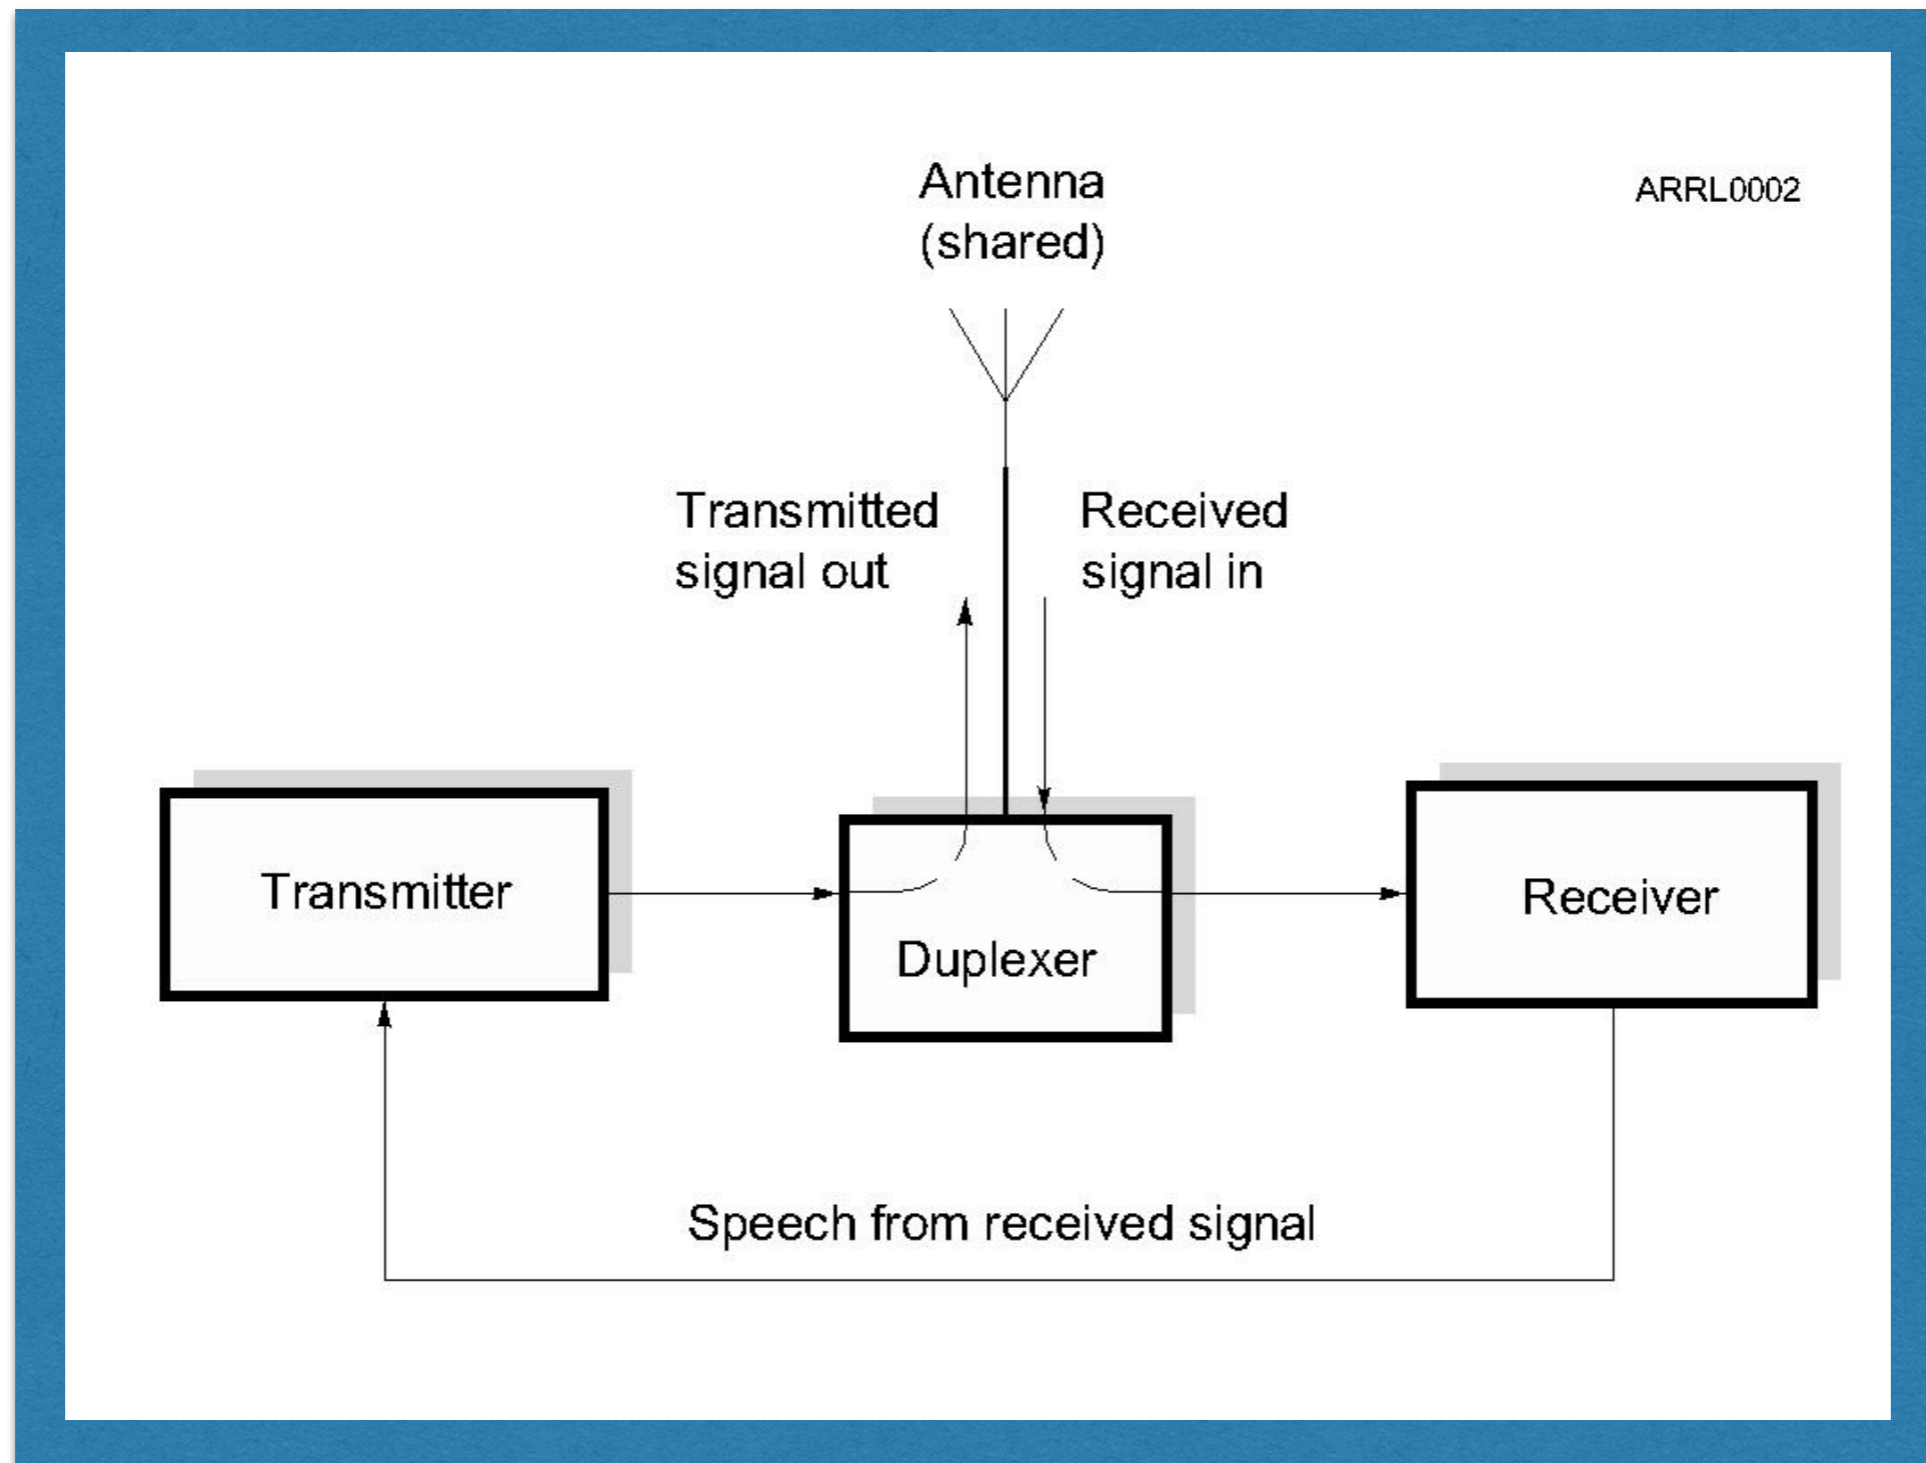 Antenna
(shared)
ARRL0002
Transmitted
signal out
Received
signal in
Transmitter
Duplexer
Receiver
Speech from received signal